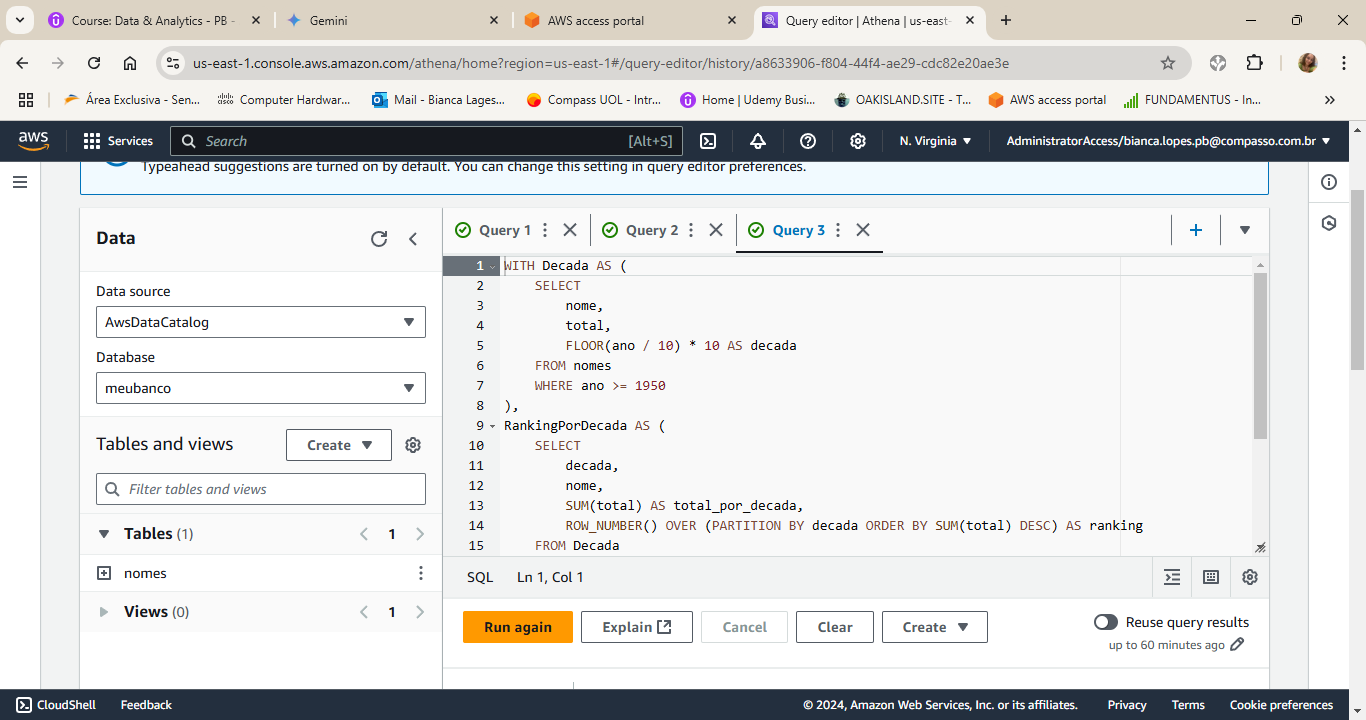 Course: Data & Analytics - PB -
Gemini
AWS access portal
Query editor | Athena | us-east-
us-east-1.console.aws.amazon.com/athena/home?region=us-east-1#/query-editor/history/a8633906-f804-44f4-ae29-cdc82e20ae3e
Área Exclusiva - Sen...
Computer Hardwar...
Mail - Bianca Lages...
Compass UOL - Intr...
Home | Udemy Busi...
OAKISLAND.SITE - T...
AWS access portal
FUNDAMENTUS - In...
aws
Services
Search
[Alt+S]
N. Virginia
AdministratorAccess/bianca.lopes.pb@compasso.com.br
Typeahead suggestions are turned on by default. You can change this setting in query editor preferences.
Data
Data source
AwsDataCatalog
Database
meubanco
Tables and views
Create
Filter tables and views
Tables (1)
1
nomes
Views (0)
1
Query 1
Query 2
Query 3
1 WITH Decada AS (
2 SELECT
3 nome,
4 total,
5 FLOOR(ano / 10) * 10 AS decada
6 FROM nomes
7 WHERE ano >= 1950
8 ),
9 RankingPorDecada AS (
10 SELECT
11 decada,
12 nome,
13 SUM(total) AS total_por_decada,
14 ROW_NUMBER() OVER (PARTITION BY decada ORDER BY SUM(total) DESC) AS ranking
15 FROM Decada
SQL
Ln 1, Col 1
Run again
Explain
Cancel
Clear
Create
Reuse query results
up to 60 minutes ago
CloudShell
Feedback
© 2024, Amazon Web Services, Inc. or its affiliates.
Privacy
Terms
Cookie preferences